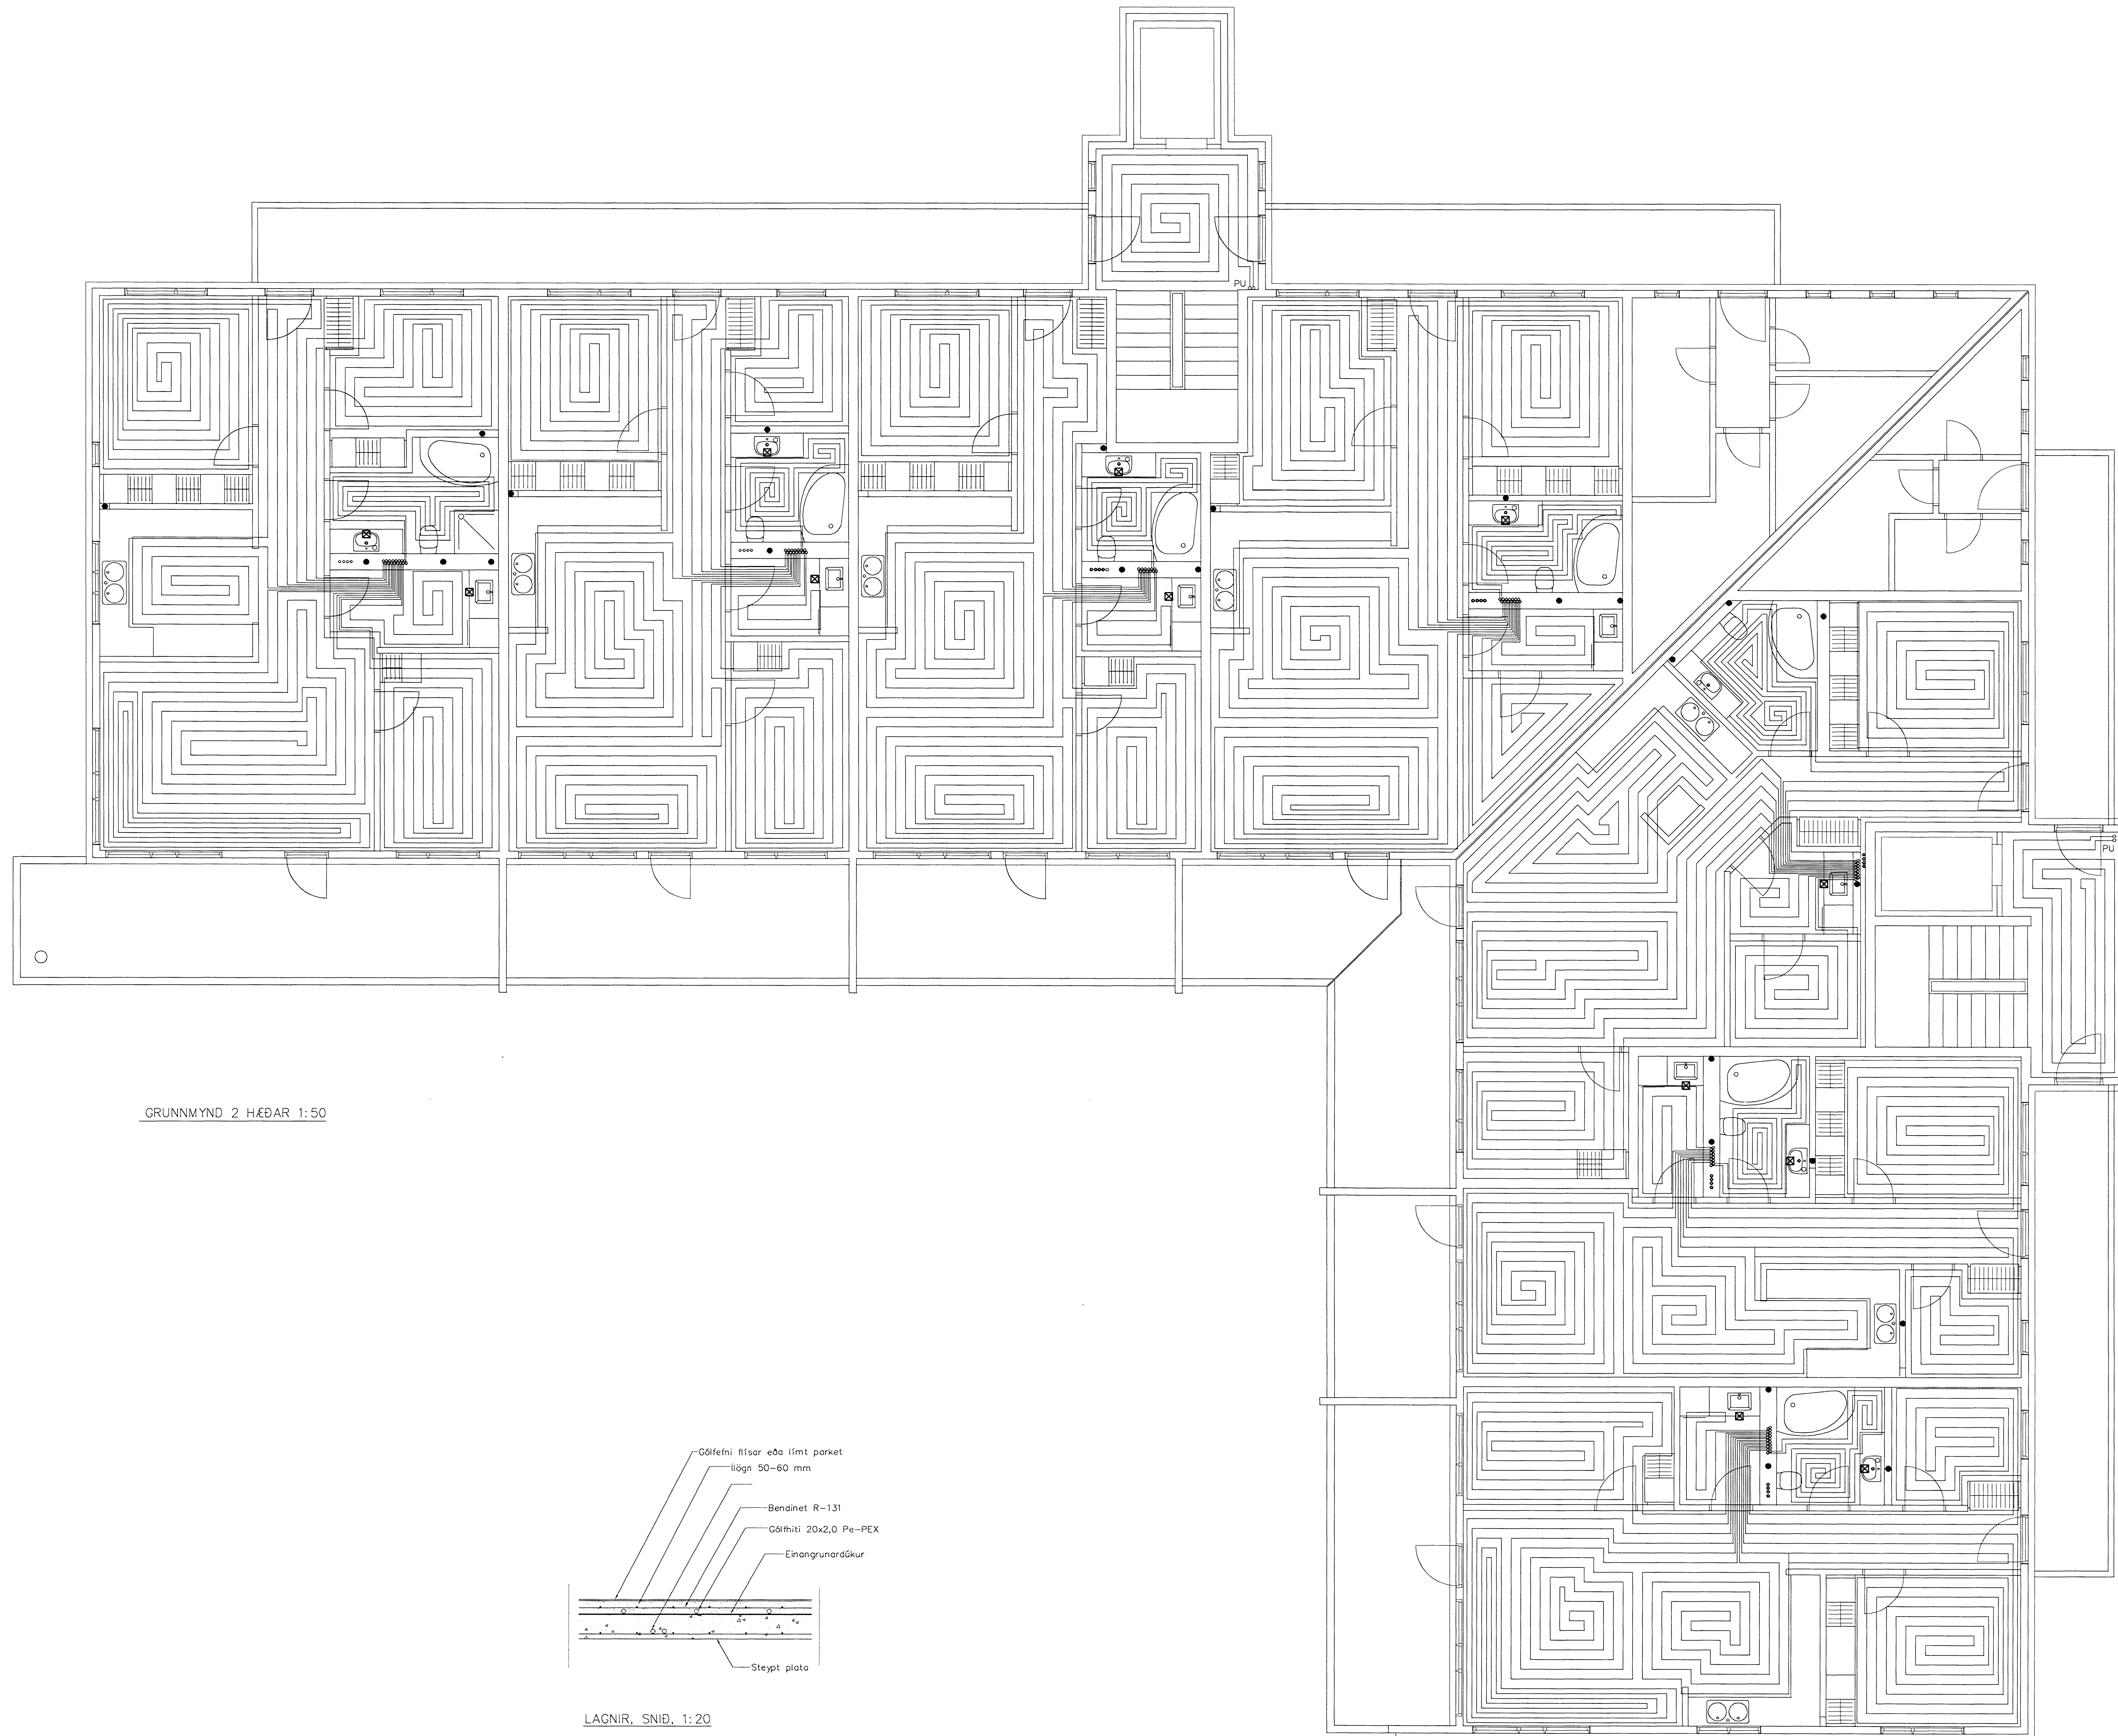 PU
PU
GRUNNMYND 2 HÆÐAR 1:50
Gólfefni flísar eða límt parket
Ílögn 50-60 mm
Bendinet R-131
Gólfhiti 20x2,0 Pe-PEX
Einangrunardúkur
Steypt plata
LAGNIR, SNIÐ, 1:20